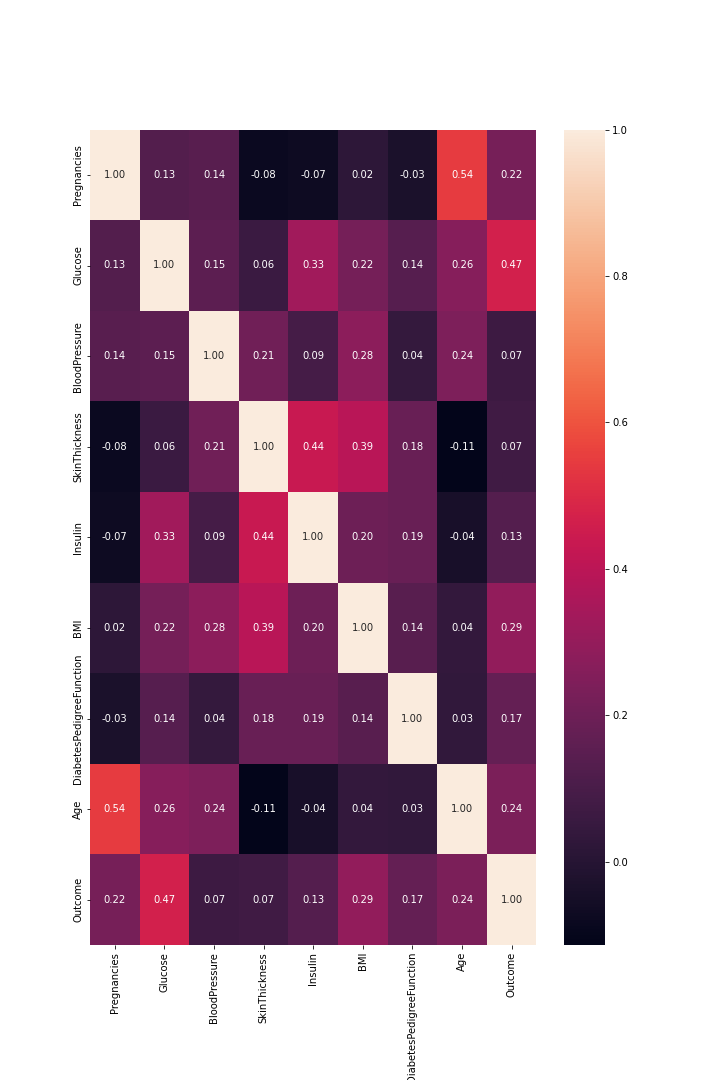 Pregnancies 1.00 0.13 0.14 -0.08 -0.07 0.02 -0.03 0.54 0.22
Glucose 0.13 1.00 0.15 0.06 0.33 0.22 0.14 0.26 0.47
BloodPressure 0.14 0.15 1.00 0.21 0.09 0.28 0.04 0.24 0.07
SkinThickness -0.08 0.06 0.21 1.00 0.44 0.39 0.18 -0.11 0.07
Insulin -0.07 0.33 0.09 0.44 1.00 0.20 0.19 -0.04 0.13
BMI 0.02 0.22 0.28 0.39 0.20 1.00 0.14 0.04 0.29
DiabetesPedigreeFunction -0.03 0.14 0.04 0.18 0.19 0.14 1.00 0.03 0.17
Age 0.54 0.26 0.24 -0.11 -0.04 0.04 0.03 1.00 0.24
Outcome 0.22 0.47 0.07 0.07 0.13 0.29 0.17 0.24 1.00
Pregnancies Glucose BloodPressure SkinThickness Insulin BMI DiabetesPedigreeFunction Age Outcome
1.0
0.8
0.6
0.4
0.2
0.0